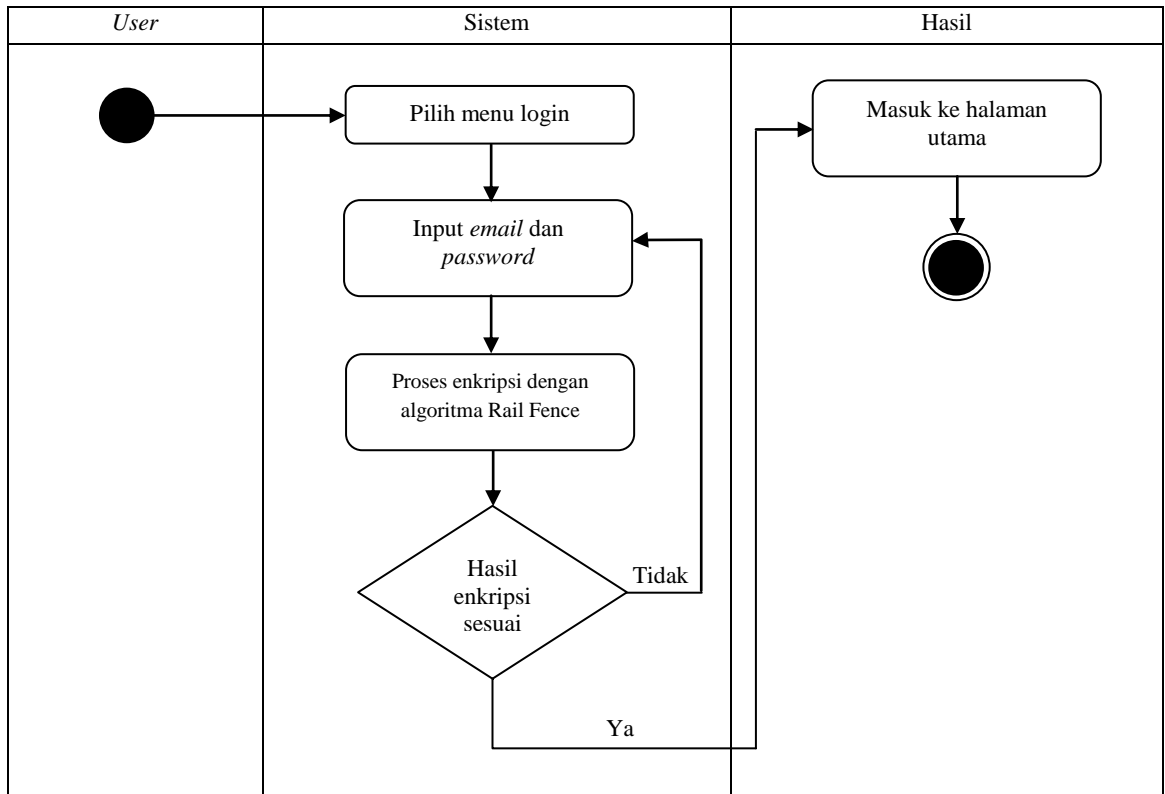 User
Sistem
Hasil
Pilih menu login
Masuk ke halaman
utama
Input email dan
password
Proses enkripsi dengan
algoritma Rail Fence
Hasil
enkripsi
sesuai
Tidak
Ya